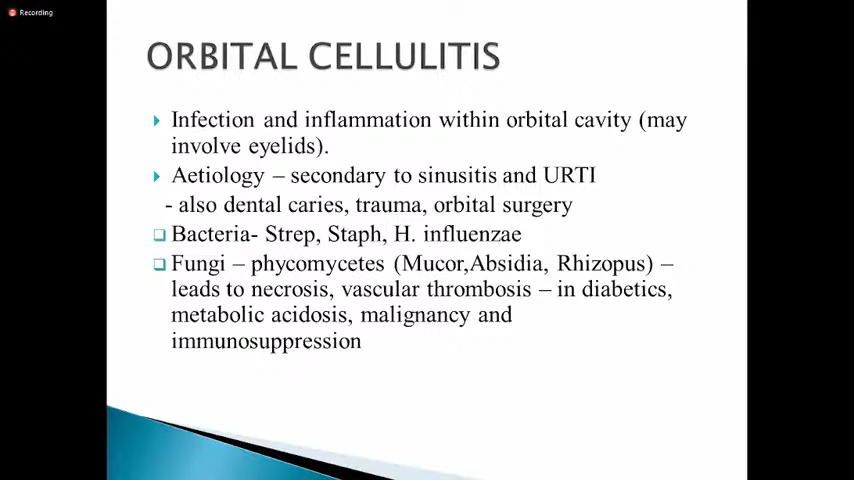 Recording
ORBITAL CELLULITIS
Infection and inflammation within orbital cavity (may
involve eyelids).
Aetiology – secondary to sinusitis and URTI
- also dental caries, trauma, orbital surgery
Bacteria- Strep, Staph, H. influenzae
Fungi – phycomycetes (Mucor,Absidia, Rhizopus) –
leads to necrosis, vascular thrombosis – in diabetics,
metabolic acidosis, malignancy and
immunosuppression